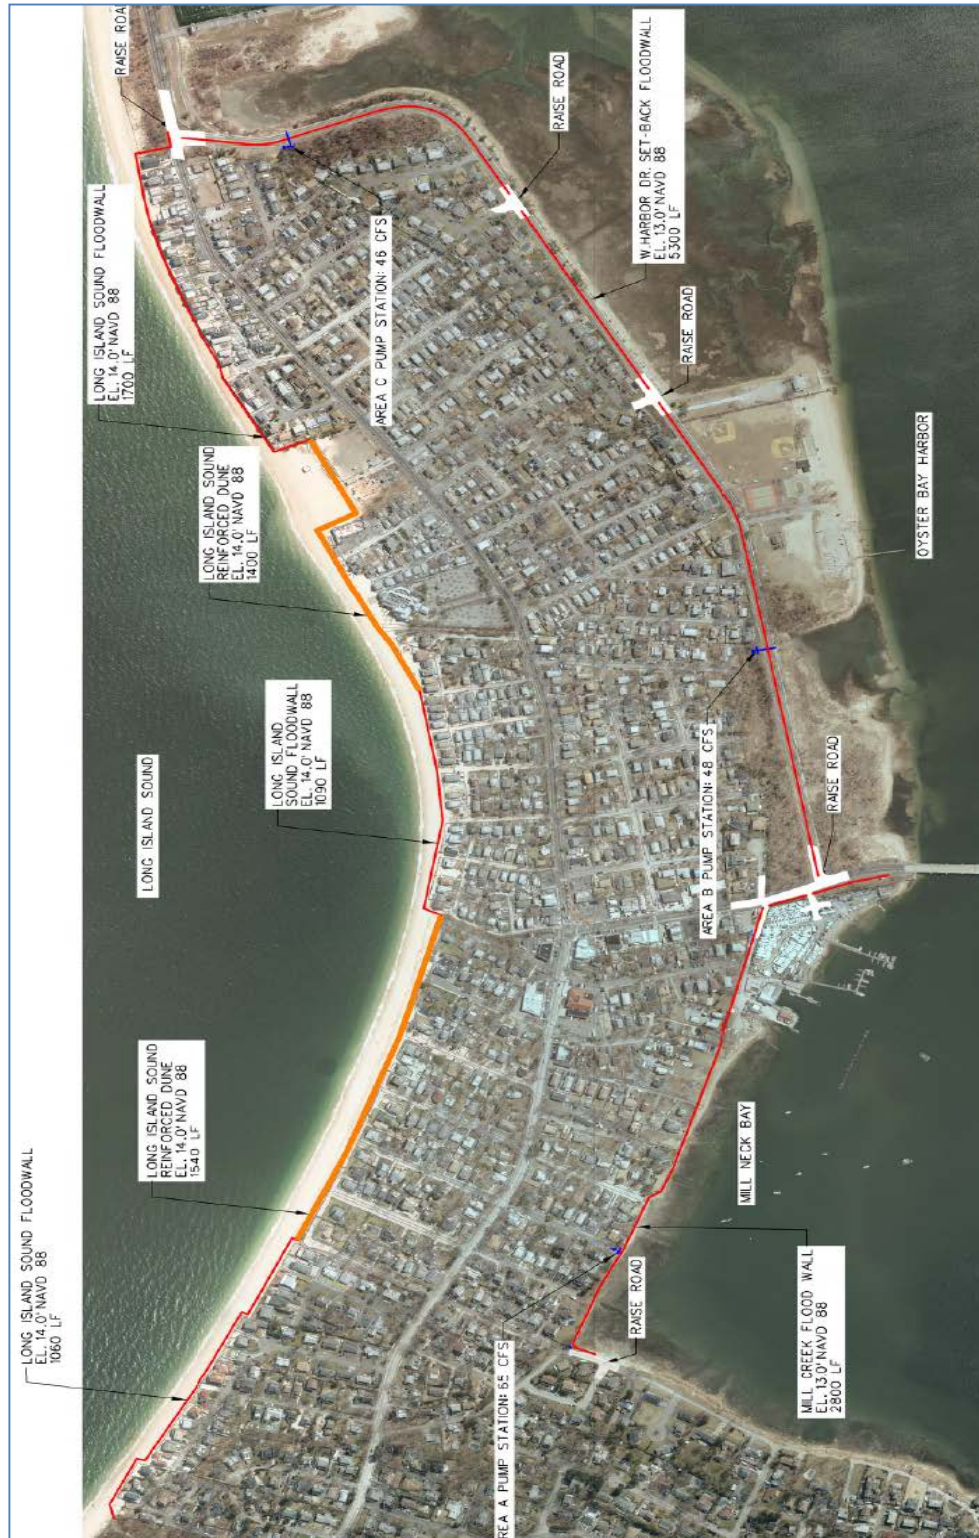 LONG ISLAND SOUND FLOODWALL
EL. 14.0' NAVD 88
1060 LF
LONG ISLAND SOUND
REINFORCED DUNE
EL. 14.0' NAVD 88
1540 LF
LONG ISLAND SOUND
LONG ISLAND
SOUND FLOODWALL
EL. 14.0' NAVD 88
1090 LF
LONG ISLAND SOUND
REINFORCED DUNE
EL. 14.0' NAVD 88
1400 LF
LONG ISLAND SOUND FLOODWALL
EL. 14.0' NAVD 88
1700 LF
RAISE ROAD
AREA C PUMP STATION: 46 CFS
AREA A PUMP STATION: 65 CFS
RAISE ROAD
MILL CREEK FLOOD WALL
EL. 13.0' NAVD 88
2800 LF
MILL NECK BAY
AREA B PUMP STATION: 48 CFS
RAISE ROAD
RAISE ROAD
RAISE ROAD
W.HARBOR DR. SET-BACK FLOODWALL
EL. 13.0' NAVD 88
5300 LF
OYSTER BAY HARBOR